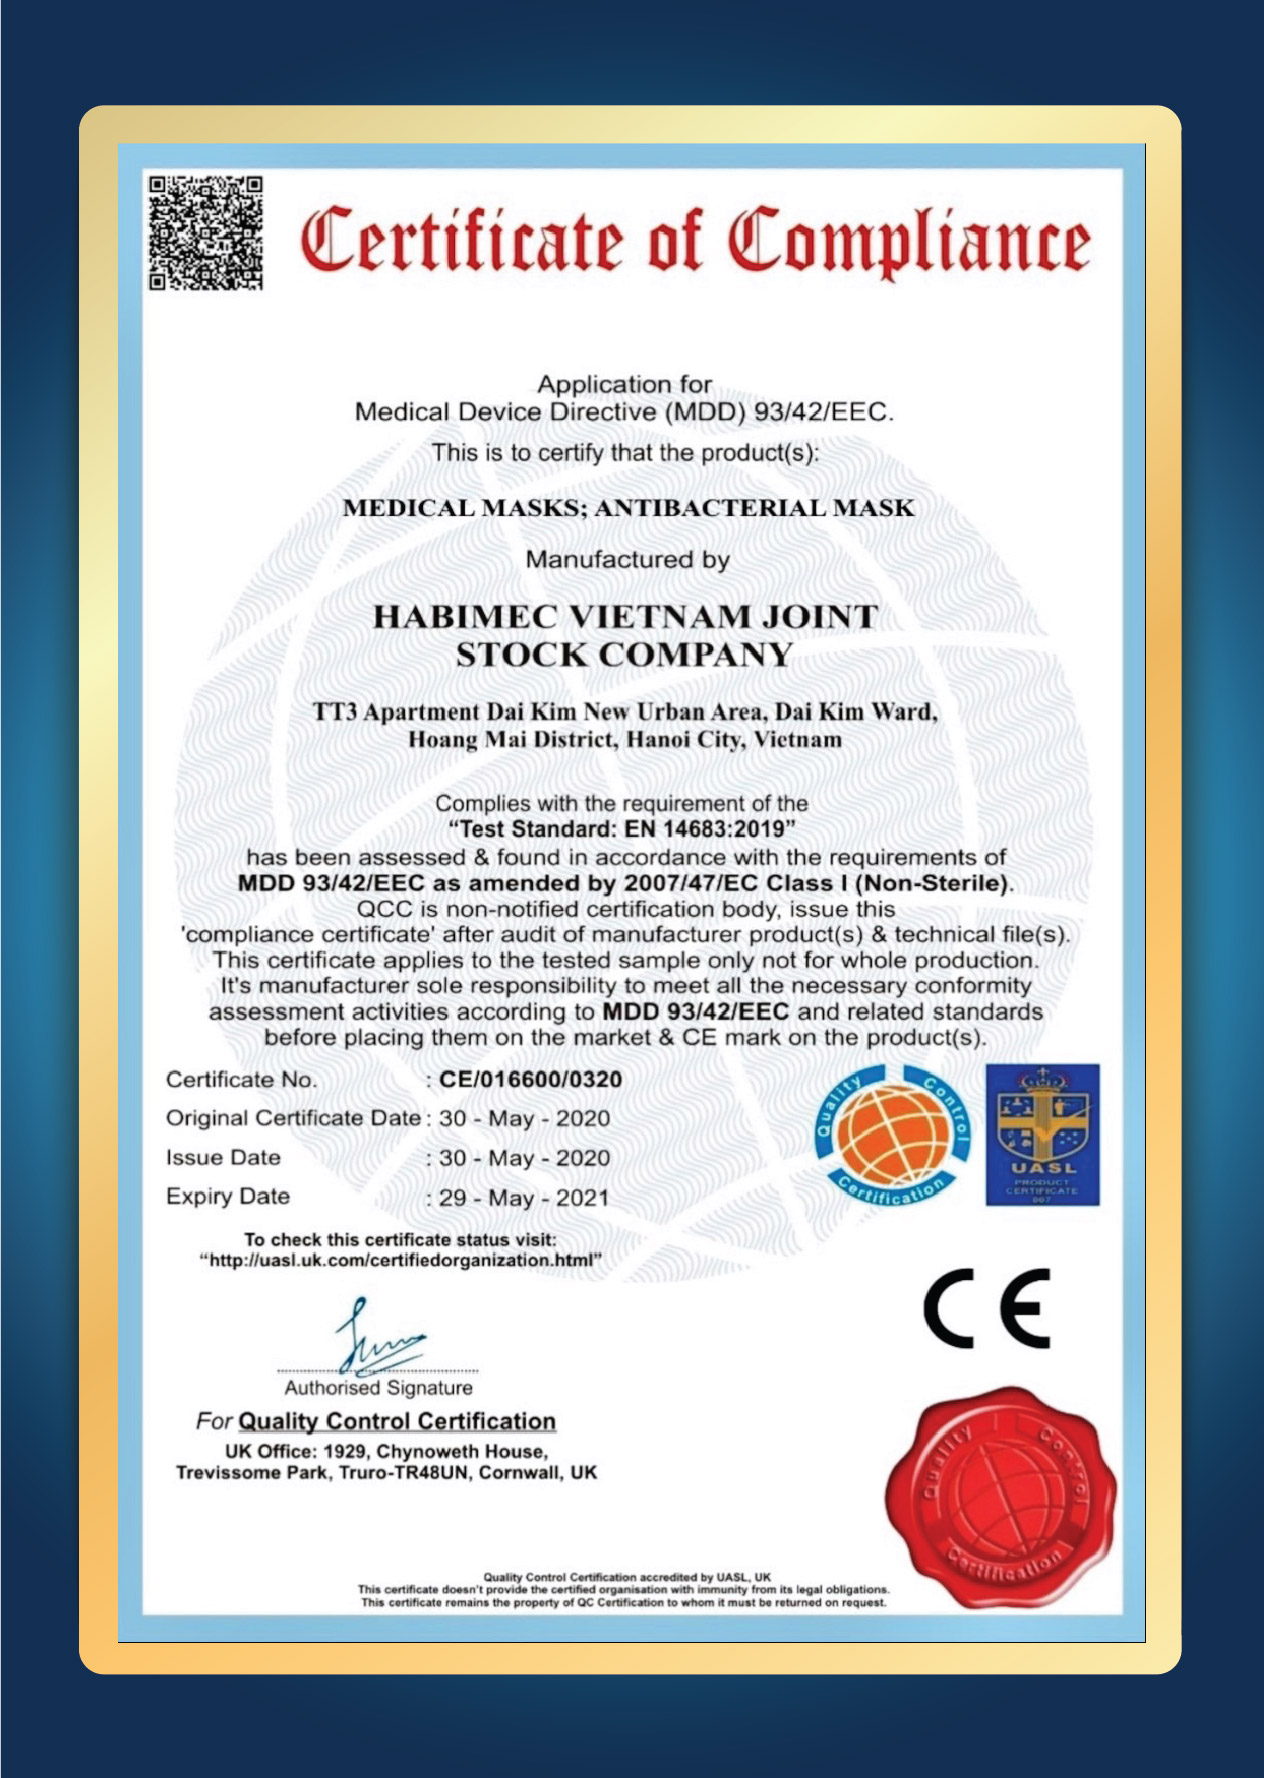 Certificate of Compliance
Application for
Medical Device Directive (MDD) 93/42/EEC.
This is to certify that the product(s):
MEDICAL MASKS; ANTIBACTERIAL MASK
Manufactured by
HABIMEC VIETNAM JOINT
STOCK COMPANY
TT3 Apartment Dai Kim New Urban Area, Dai Kim Ward,
Hoang Mai District, Hanoi City, Vietnam
Complies with the requirement of the
“Test Standard: EN 14683:2019”
has been assessed & found in accordance with the requirements of
MDD 93/42/EEC as amended by 2007/47/EC Class I (Non-Sterile).
QCC is non-notified certification body, issue this
'compliance certificate' after audit of manufacturer product(s) & technical file(s).
This certificate applies to the tested sample only not for whole production.
It's manufacturer sole responsibility to meet all the necessary conformity
assessment activities according to MDD 93/42/EEC and related standards
before placing them on the market & CE mark on the product(s).
Certificate No. : CE/016600/0320
Original Certificate Date : 30 - May - 2020
Issue Date : 30 - May - 2020
Expiry Date : 29 - May - 2021
Quality Control Certification
UASL
PRODUCT
CERTIFICATE
007
To check this certificate status visit:
“http://uasl.uk.com/certifiedorganization.html”
CE
Authorised Signature
For Quality Control Certification
UK Office: 1929, Chynoweth House,
Trevissome Park, Truro-TR48UN, Cornwall, UK
Quality Control Certification
Quality Control Certification accredited by UASL, UK
This certificate doesn't provide the certified organisation with immunity from its legal obligations.
This certificate remains the property of QC Certification to whom it must be returned on request.